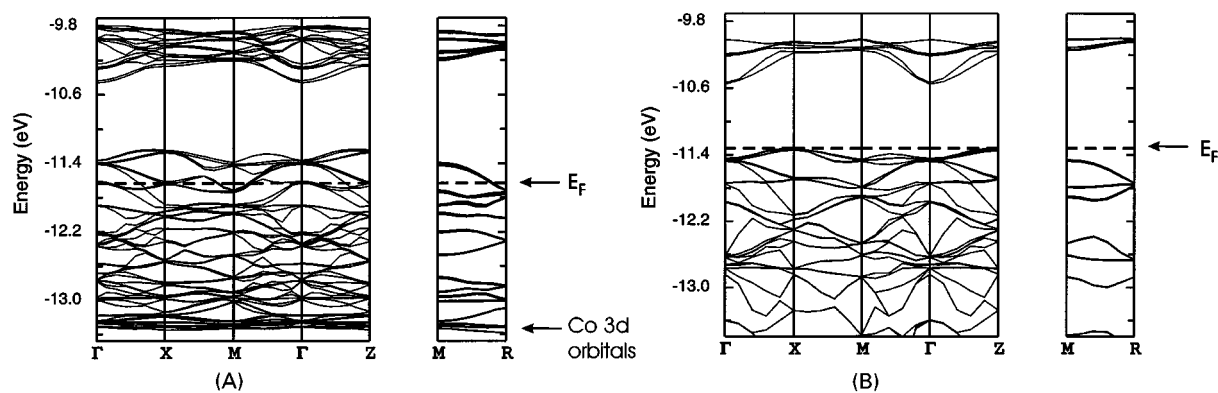 -9.8
-10.6
-11.4
-12.2
-13.0
Energy (eV)
Γ X M Γ Z
M R
E_F
Co 3d
orbitals
(A)
-9.8
-10.6
-11.4
-12.2
-13.0
Energy (eV)
Γ X M Γ Z
M R
E_F
(B)